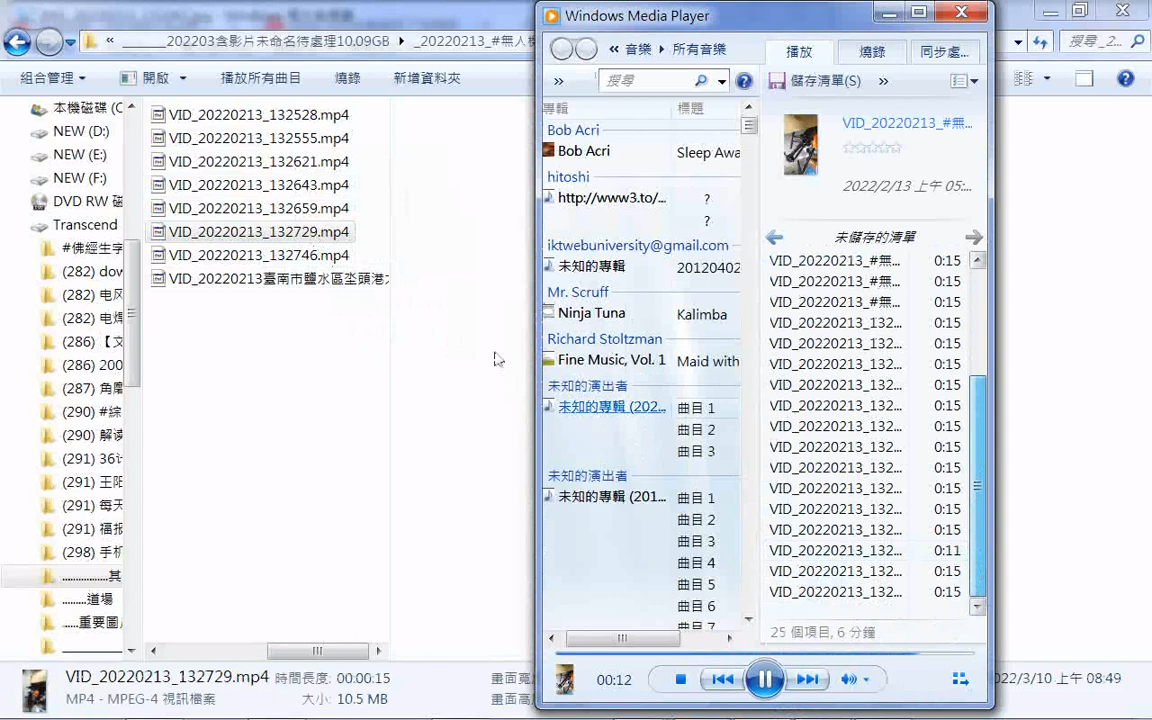 Windows Media Player
« ________202203含影片未命名待處理10.09GB ▸ _20220213_#無人
搜尋 _2...
組合管理
開啟
播放所有曲目
燒錄
新增資料夾
本機磁碟 (C
NEW (D:)
NEW (E:)
NEW (F:)
DVD RW 磁
Transcend
#佛經生字
(282) dow
(282) 电风
(282) 电焊
(286) 【文
(286) 200
(287) 角磨
(290) #綜
(290) 解读
(291) 36计
(291) 王阳
(291) 每天
(291) 福报
(298) 手机
................其
.........道場
......重要圖
VID_20220213_132528.mp4
VID_20220213_132555.mp4
VID_20220213_132621.mp4
VID_20220213_132643.mp4
VID_20220213_132659.mp4
VID_20220213_132729.mp4
VID_20220213_132746.mp4
VID_20220213臺南市鹽水區坔頭港
« 音樂 ▸ 所有音樂
播放
燒錄
同步處...
»
搜尋
儲存清單(S)
»
專輯
標題
Bob Acri
Bob Acri
Sleep Awa
hitoshi
http://www3.to/...
?
?
iktwebuniversity@gmail.com
未知的專輯
20120402
Mr. Scruff
Ninja Tuna
Kalimba
Richard Stoltzman
Fine Music, Vol. 1
Maid with
未知的演出者
未知的專輯 (202...
曲目 1
曲目 2
曲目 3
未知的演出者
未知的專輯 (201...
曲目 1
曲目 2
曲目 3
曲目 4
曲目 5
曲目 6
曲目 7
VID_20220213_#無...
2022/2/13 上午 05:...
未儲存的清單
VID_20220213_#無... 0:15
VID_20220213_#無... 0:15
VID_20220213_#無... 0:15
VID_20220213_132... 0:15
VID_20220213_132... 0:15
VID_20220213_132... 0:15
VID_20220213_132... 0:15
VID_20220213_132... 0:15
VID_20220213_132... 0:15
VID_20220213_132... 0:15
VID_20220213_132... 0:15
VID_20220213_132... 0:15
VID_20220213_132... 0:15
VID_20220213_132... 0:15
VID_20220213_132... 0:11
VID_20220213_132... 0:15
VID_20220213_132... 0:15
25 個項目, 6 分鐘
00:12
VID_20220213_132729.mp4 時間長度: 00:00:15
MP4 - MPEG-4 視訊檔案 大小: 10.5 MB
畫面寬
畫面高
022/3/10 上午 08:49